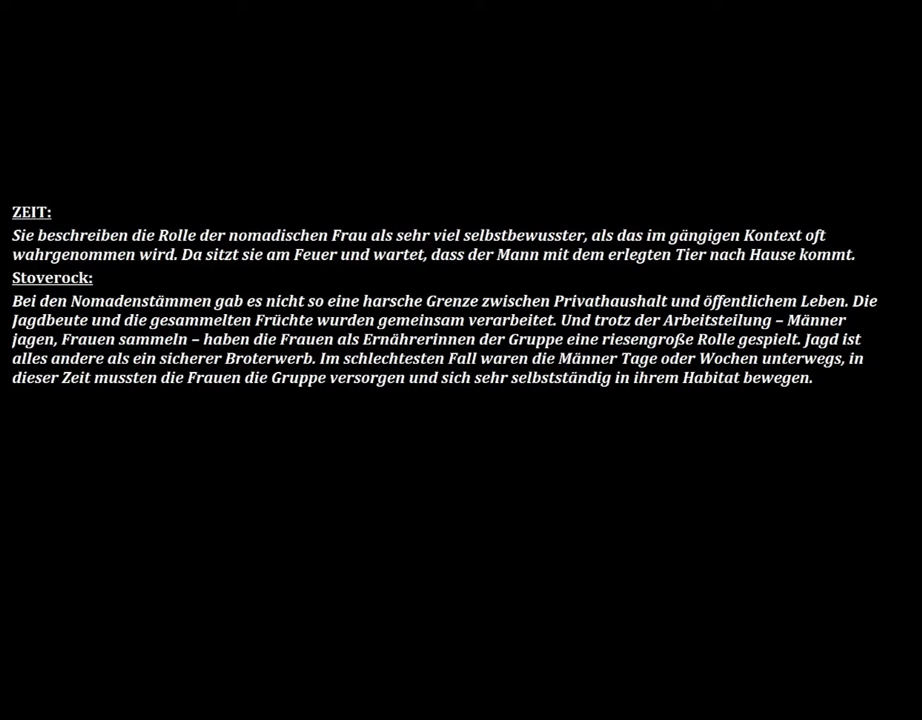 ZEIT:
Sie beschreiben die Rolle der nomadischen Frau als sehr viel selbstbewusster, als das im gängigen Kontext oft
wahrgenommen wird. Da sitzt sie am Feuer und wartet, dass der Mann mit dem erlegten Tier nach Hause kommt.
Stoverock:
Bei den Nomadenstämmen gab es nicht so eine harsche Grenze zwischen Privathaushalt und öffentlichem Leben. Die
Jagdbeute und die gesammelten Früchte wurden gemeinsam verarbeitet. Und trotz der Arbeitsteilung – Männer
jagen, Frauen sammeln – haben die Frauen als Ernährerinnen der Gruppe eine riesengroße Rolle gespielt. Jagd ist
alles andere als ein sicherer Broterwerb. Im schlechtesten Fall waren die Männer Tage oder Wochen unterwegs, in
dieser Zeit mussten die Frauen die Gruppe versorgen und sich sehr selbstständig in ihrem Habitat bewegen.